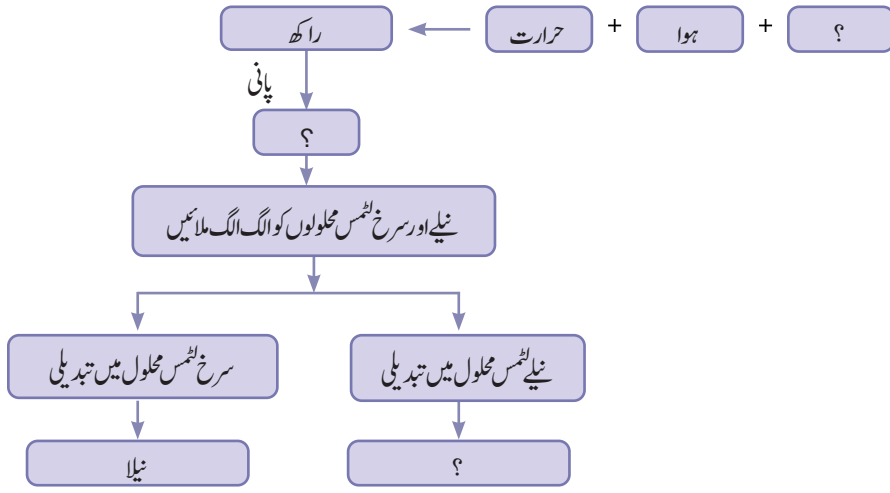 ؟ + ہوا + حرارت راکھ
پانی
؟
نیلے اور سرخ لٹمس محلولوں کو الگ الگ ملائیں
نیلے لٹمس محلول میں تبدیلی
سرخ لٹمس محلول میں تبدیلی
؟
نیلا